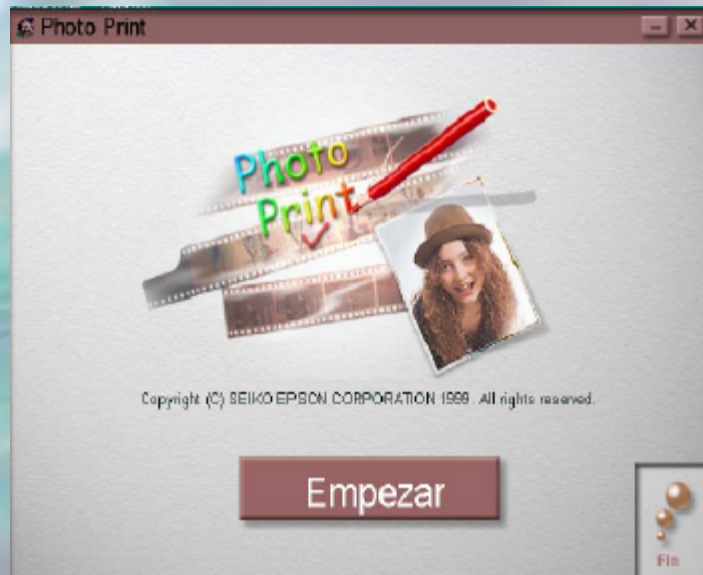 Photo Print
Photo
Print
Copyright (C) SEIKO EPSON CORPORATION 1999. All rights reserved.
Empezar
Fin